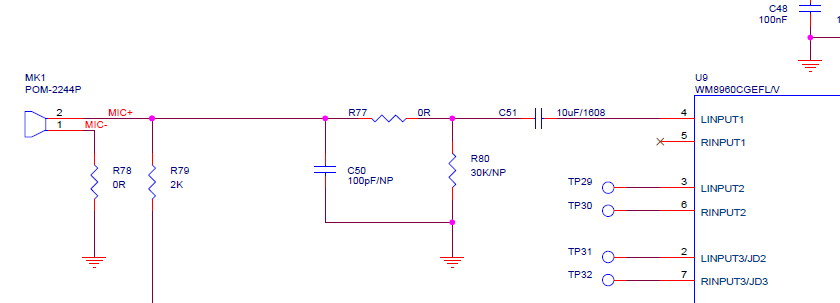 C48
100nF
MK1
POM-2244P
U9
WM8960CGEFL/V
2
MIC+
R77
0R
C51
10uF/1608
4
LINPUT1
1
MIC-
5
RINPUT1
R78
0R
R79
2K
C50
100pF/NP
R80
30K/NP
TP29
3
LINPUT2
TP30
6
RINPUT2
TP31
2
LINPUT3/JD2
TP32
7
RINPUT3/JD3